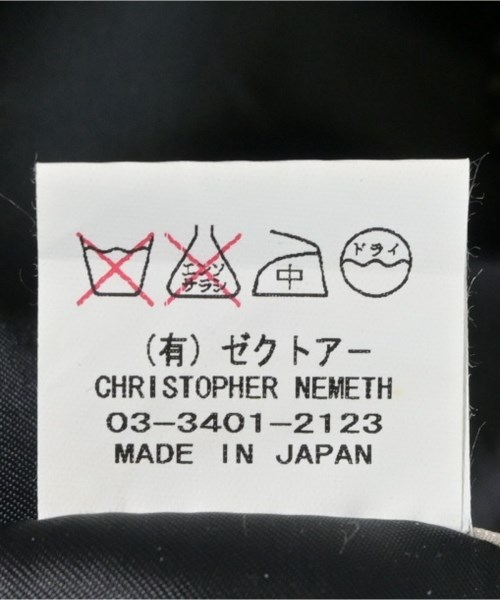 エンソ
サラシ
中
ドライ
(有) ゼクトアー
CHRISTOPHER NEMETH
03-3401-2123
MADE IN JAPAN